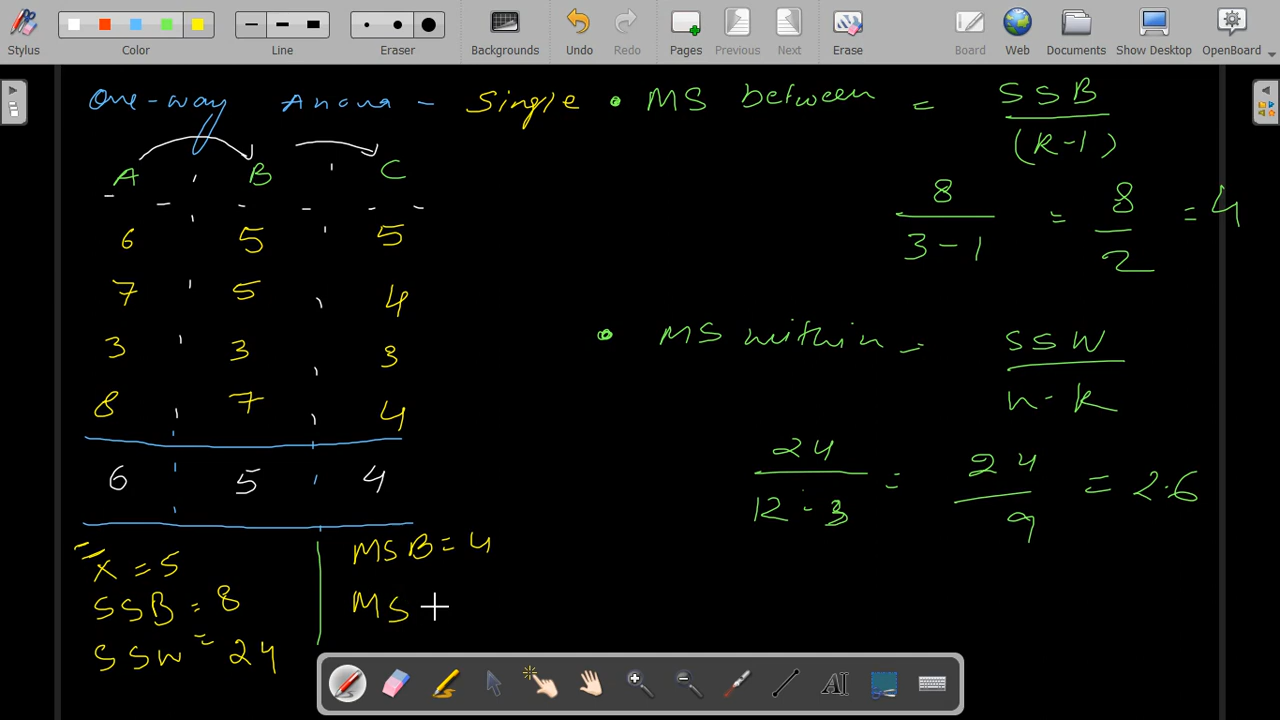 Stylus
Color
Line
Eraser
Backgrounds
Undo
Redo
Pages
Previous
Next
Erase
Board
Web
Documents
Show Desktop
OpenBoard
One-way Anova - Single
A B C
6 5 5
7 5 4
3 3 3
8 7 4
6 5 4
X = 5
SSB = 8
SSW = 24
MSB = 4
MS
• MS between = SSB / (k-1)
8 / 3-1 = 8 / 2 = 4
• MS within = SSW / n-k
24 / 12-3 = 24 / 9 = 2.6
AI